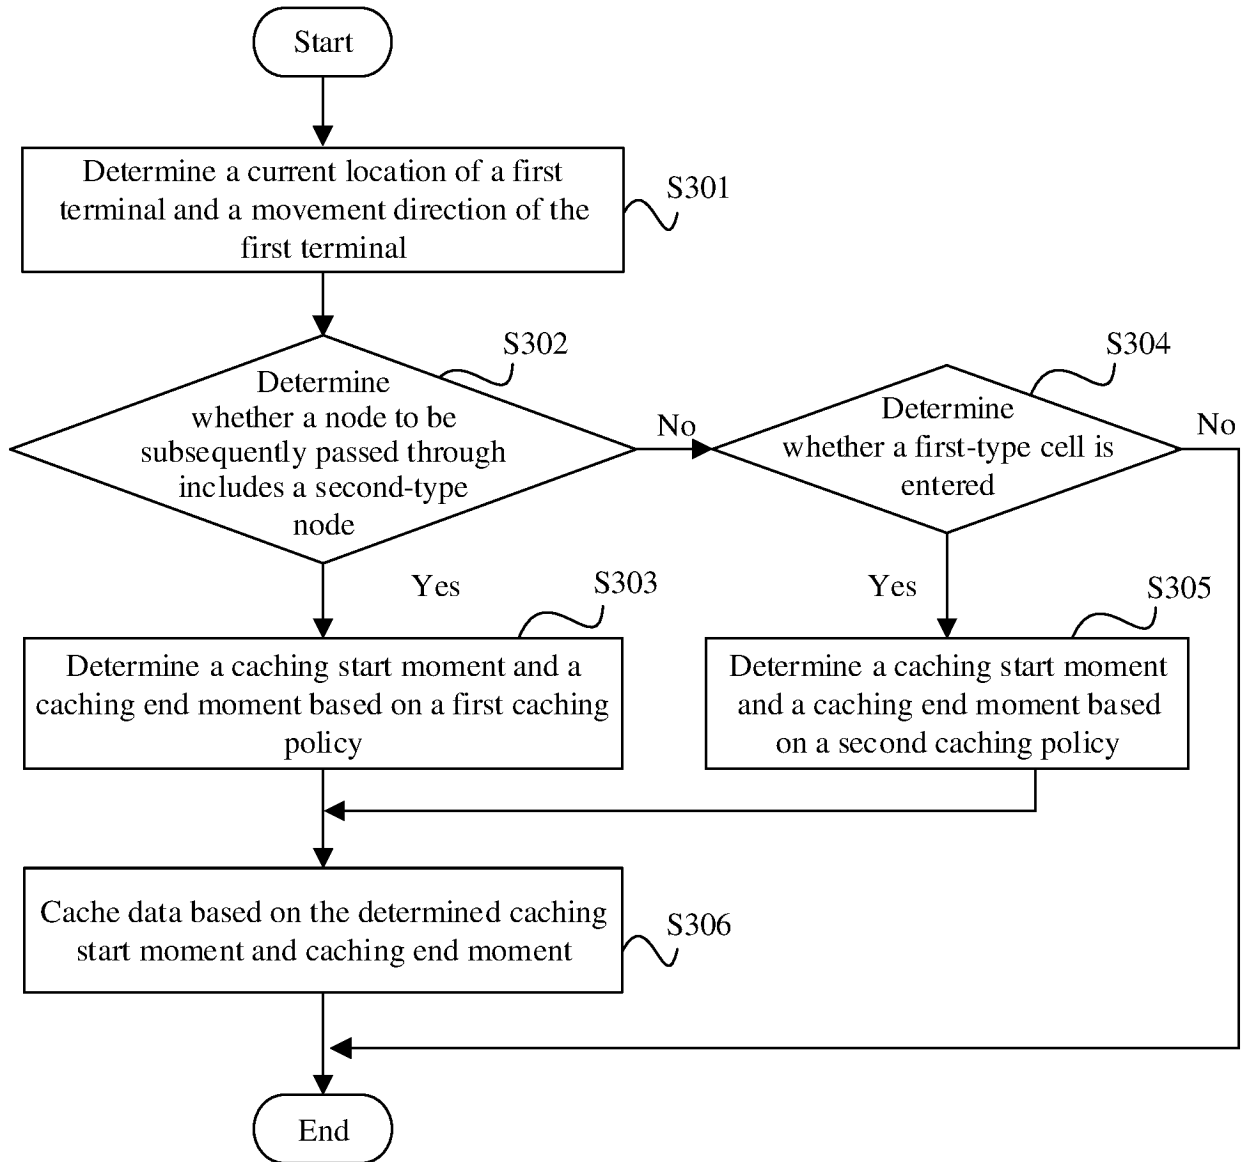 Start
Determine a current location of a first
terminal and a movement direction of the
first terminal
S301
S302
Determine
whether a node to be
subsequently passed through
includes a second-type
node
No
S304
Determine
whether a first-type cell is
entered
No
Yes
S303
Yes
S305
Determine a caching start moment and a
caching end moment based on a first caching
policy
Determine a caching start moment
and a caching end moment based
on a second caching policy
Cache data based on the determined caching
start moment and caching end moment
S306
End